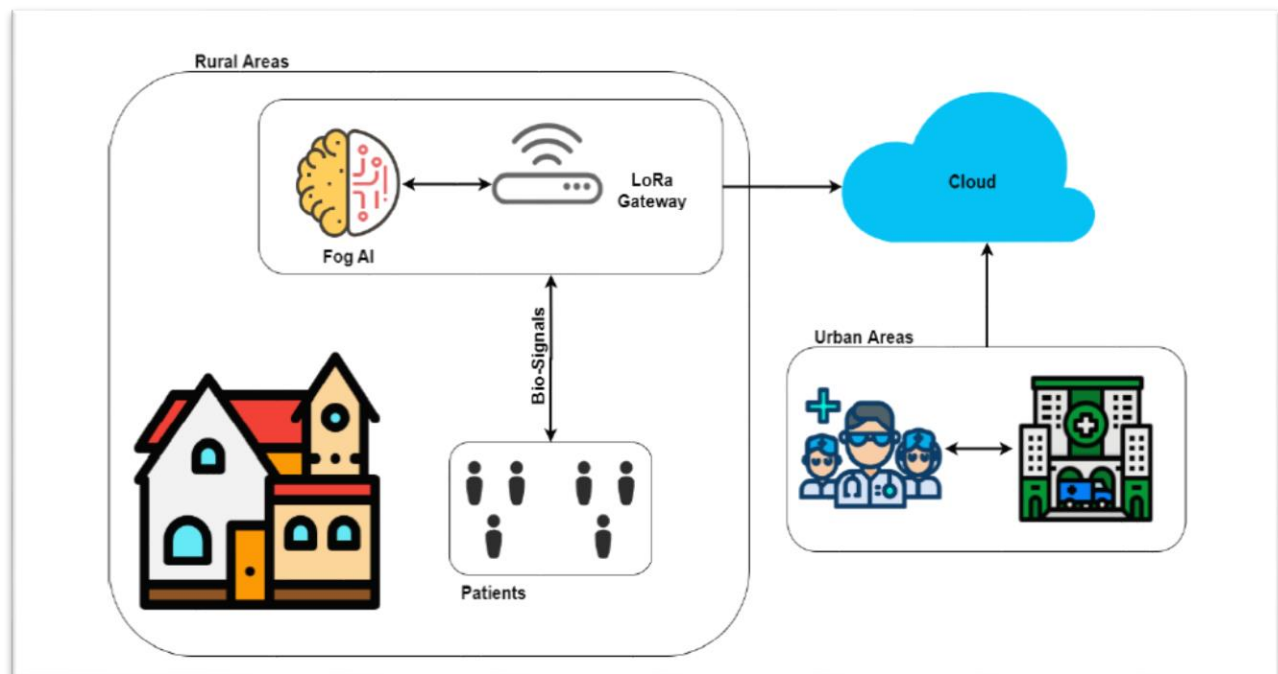 Rural Areas
LoRa
Gateway
Fog AI
Cloud
Bio-Signals
Urban Areas
Patients